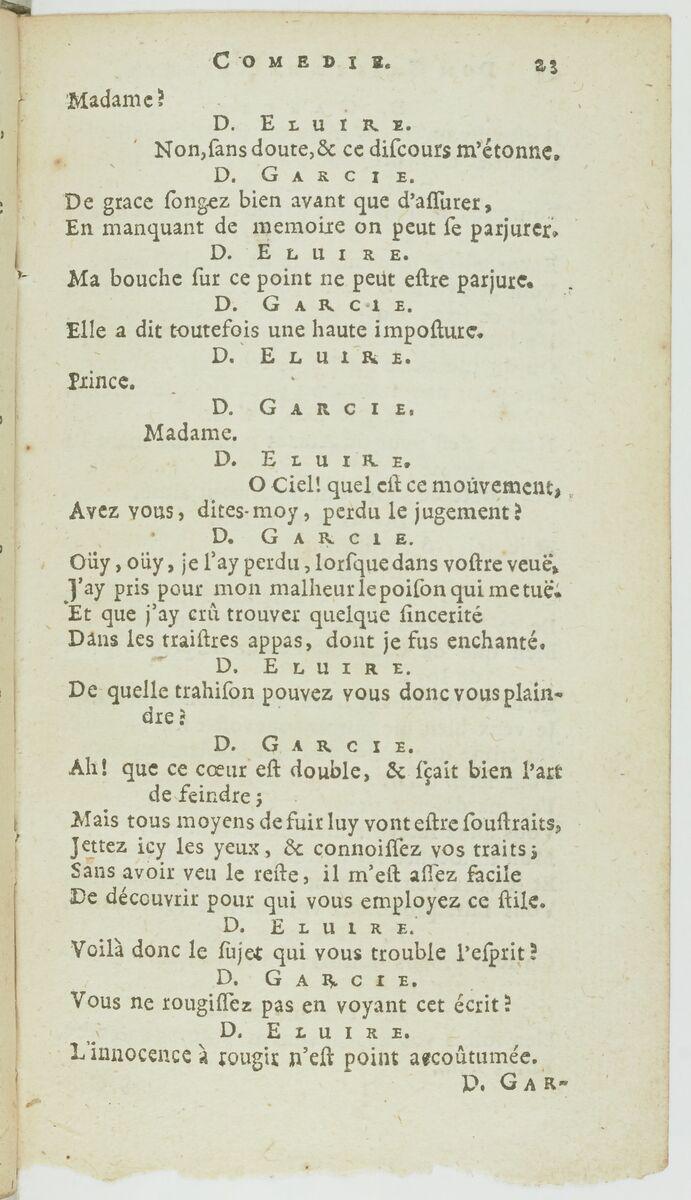 COMEDIE. 23
Madame?
D. ELUIRE.
Non, ſans doute, & ce diſcours m'étonne.
D. GARCIE.
De grace ſongez bien avant que d'aſſurer,
En manquant de memoire on peut ſe parjurer.
D. ELUIRE.
Ma bouche ſur ce point ne peut eſtre parjure.
D. GARCIE.
Elle a dit toutefois une haute impoſture.
D. ELUIRE.
Prince.
D. GARCIE.
Madame.
D. ELUIRE.
O Ciel! quel eſt ce moúvement,
Avez vous, dites-moy, perdu le jugement?
D. GARCIE.
Oüy, oüy, je l'ay perdu, lorſque dans voſtre veuë,
J'ay pris pour mon malheur le poiſon qui me tuë.
Et que j'ay crû trouver quelque ſincerité
Dans les traiſtres appas, dont je fus enchanté.
D. ELUIRE.
De quelle trahiſon pouvez vous donc vous plain-
dre?
D. GARCIE.
Ah! que ce cœur eſt double, & ſçait bien l'art
de feindre;
Mais tous moyens de fuir luy vont eſtre ſouſtraits,
Jettez icy les yeux, & connoiſſez vos traits;
Sans avoir veu le reſte, il m'eſt aſſez facile
De découvrir pour qui vous employez ce ſtile.
D. ELUIRE.
Voilà donc le ſujet qui vous trouble l'eſprit?
D. GARCIE.
Vous ne rougiſſez pas en voyant cet écrit?
D. ELUIRE.
L'innocence à rougir n'eſt point accoûtumée.
D. GAR-